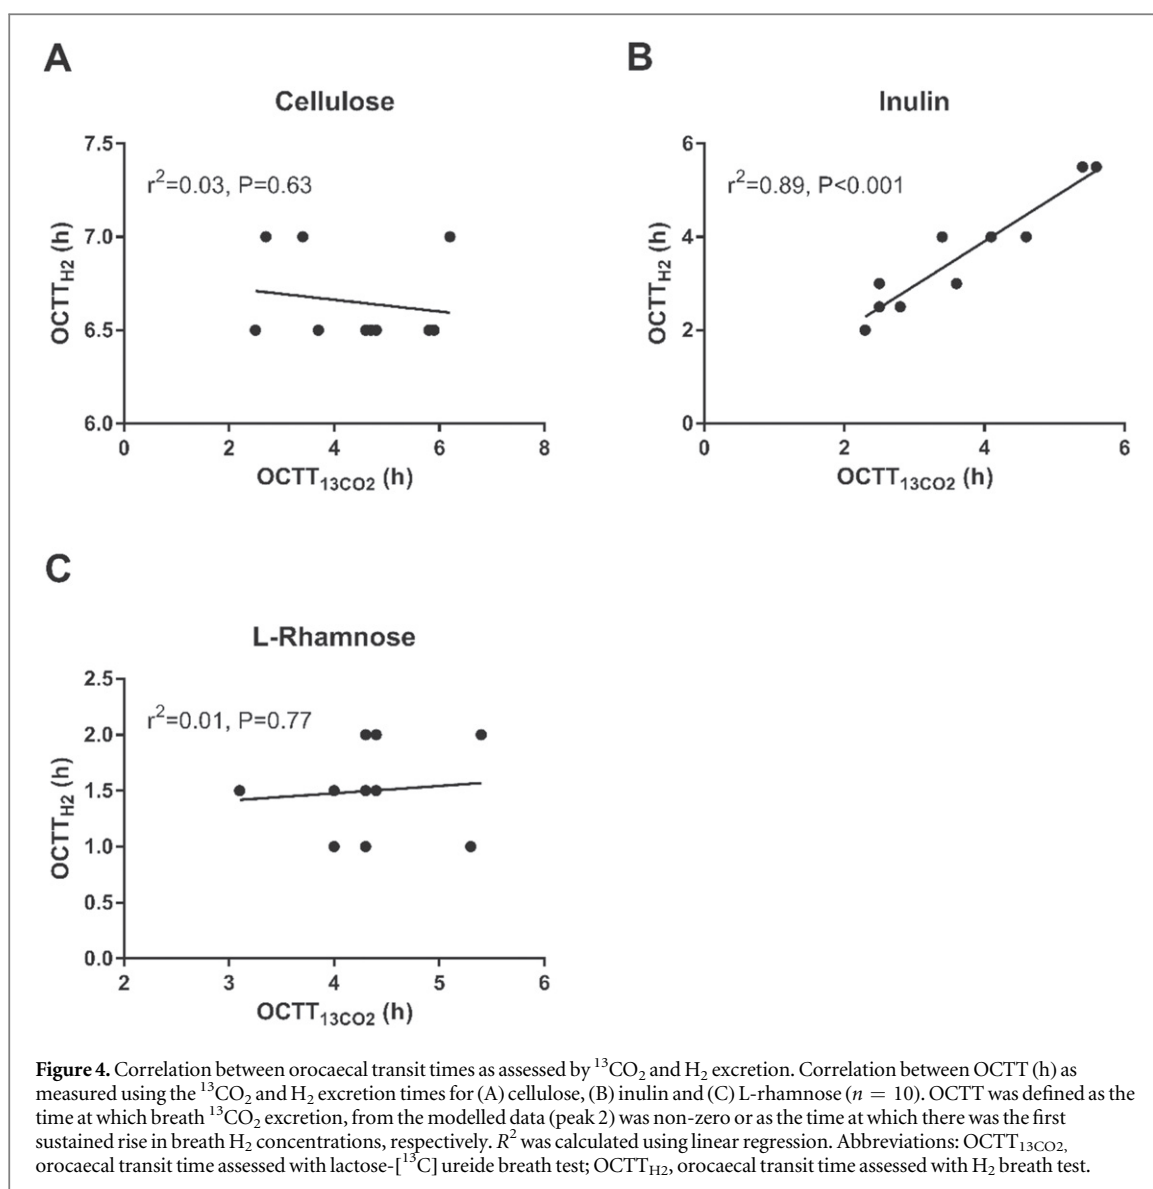 A
Cellulose
r²=0.03, P=0.63
OCTT_H2 (h)
7.5
7.0
6.5
6.0
0 2 4 6 8
OCTT_13CO2 (h)
B
Inulin
r²=0.89, P<0.001
OCTT_H2 (h)
6
4
2
0
0 2 4 6
OCTT_13CO2 (h)
C
L-Rhamnose
r²=0.01, P=0.77
OCTT_H2 (h)
2.5
2.0
1.5
1.0
0.5
0.0
2 3 4 5 6
OCTT_13CO2 (h)
Figure 4. Correlation between orocaecal transit times as assessed by ¹³CO₂ and H₂ excretion. Correlation between OCTT (h) as
measured using the ¹³CO₂ and H₂ excretion times for (A) cellulose, (B) inulin and (C) L-rhamnose (n = 10). OCTT was defined as the
time at which breath ¹³CO₂ excretion, from the modelled data (peak 2) was non-zero or as the time at which there was the first
sustained rise in breath H₂ concentrations, respectively. R² was calculated using linear regression. Abbreviations: OCTT_13CO2,
orocaecal transit time assessed with lactose-[¹³C] ureide breath test; OCTT_H2, orocaecal transit time assessed with H₂ breath test.